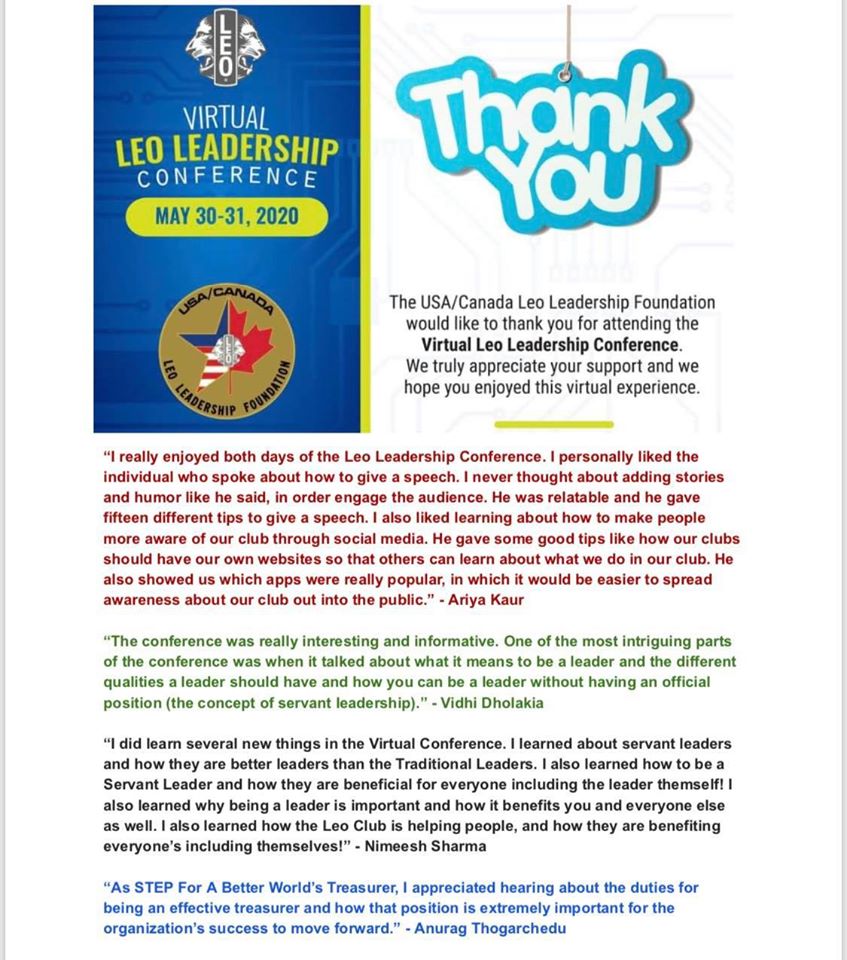 LEO
VIRTUAL
LEO LEADERSHIP
CONFERENCE
MAY 30-31, 2020
USA/CANADA
LEO
LEO LEADERSHIP FOUNDATION
Thank
You
The USA/Canada Leo Leadership Foundation
would like to thank you for attending the
Virtual Leo Leadership Conference.
We truly appreciate your support and we
hope you enjoyed this virtual experience.
“I really enjoyed both days of the Leo Leadership Conference. I personally liked the
individual who spoke about how to give a speech. I never thought about adding stories
and humor like he said, in order engage the audience. He was relatable and he gave
fifteen different tips to give a speech. I also liked learning about how to make people
more aware of our club through social media. He gave some good tips like how our clubs
should have our own websites so that others can learn about what we do in our club. He
also showed us which apps were really popular, in which it would be easier to spread
awareness about our club out into the public.” - Ariya Kaur
“The conference was really interesting and informative. One of the most intriguing parts
of the conference was when it talked about what it means to be a leader and the different
qualities a leader should have and how you can be a leader without having an official
position (the concept of servant leadership).” - Vidhi Dholakia
“I did learn several new things in the Virtual Conference. I learned about servant leaders
and how they are better leaders than the Traditional Leaders. I also learned how to be a
Servant Leader and how they are beneficial for everyone including the leader themself! I
also learned why being a leader is important and how it benefits you and everyone else
as well. I also learned how the Leo Club is helping people, and how they are benefiting
everyone’s including themselves!” - Nimeesh Sharma
“As STEP For A Better World’s Treasurer, I appreciated hearing about the duties for
being an effective treasurer and how that position is extremely important for the
organization’s success to move forward.” - Anurag Thogarchedu